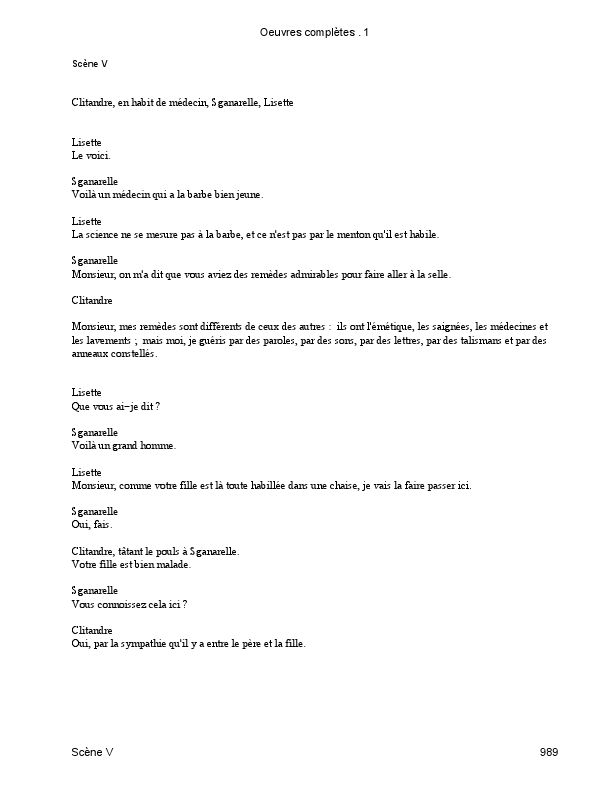 Oeuvres complètes . 1
Scène V
Clitandre, en habit de médecin, Sganarelle, Lisette
Lisette
Le voici.
Sganarelle
Voilà un médecin qui a la barbe bien jeune.
Lisette
La science ne se mesure pas à la barbe, et ce n'est pas par le menton qu'il est habile.
Sganarelle
Monsieur, on m'a dit que vous aviez des remèdes admirables pour faire aller à la selle.
Clitandre
Monsieur, mes remèdes sont différents de ceux des autres : ils ont l'émétique, les saignées, les médecines et
les lavements ; mais moi, je guéris par des paroles, par des sons, par des lettres, par des talismans et par des
anneaux constellés.
Lisette
Que vous ai-je dit ?
Sganarelle
Voilà un grand homme.
Lisette
Monsieur, comme votre fille est là toute habillée dans une chaise, je vais la faire passer ici.
Sganarelle
Oui, fais.
Clitandre, tâtant le pouls à Sganarelle.
Votre fille est bien malade.
Sganarelle
Vous connoissez cela ici ?
Clitandre
Oui, par la sympathie qu'il y a entre le père et la fille.
Scène V 989